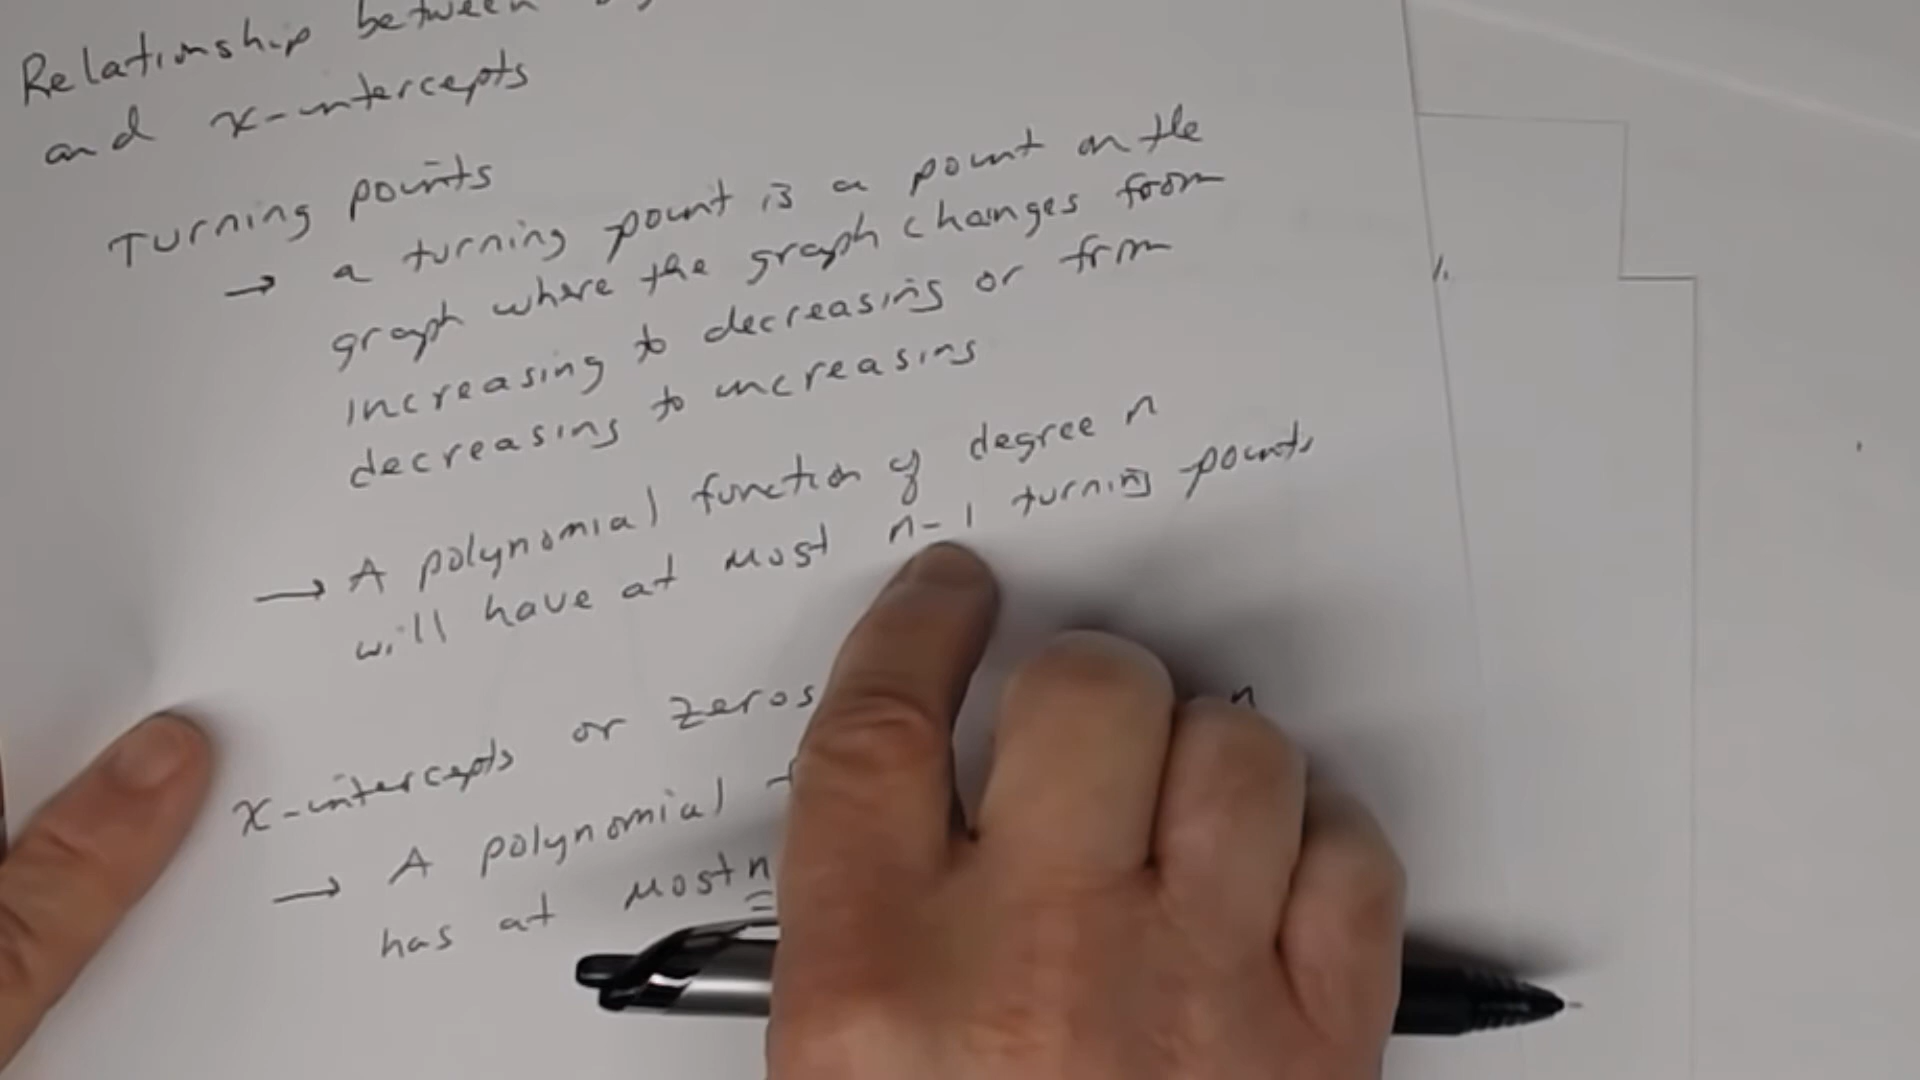 Relationship between
and x-intercepts
Turning points
→ a turning point is a point on the
graph where the graph changes from
increasing to decreasing or from
decreasing to increasing
→ A polynomial function of degree n
will have at most n-1 turning points
x-intercepts or zeros
n
→ A polynomial
has at most n